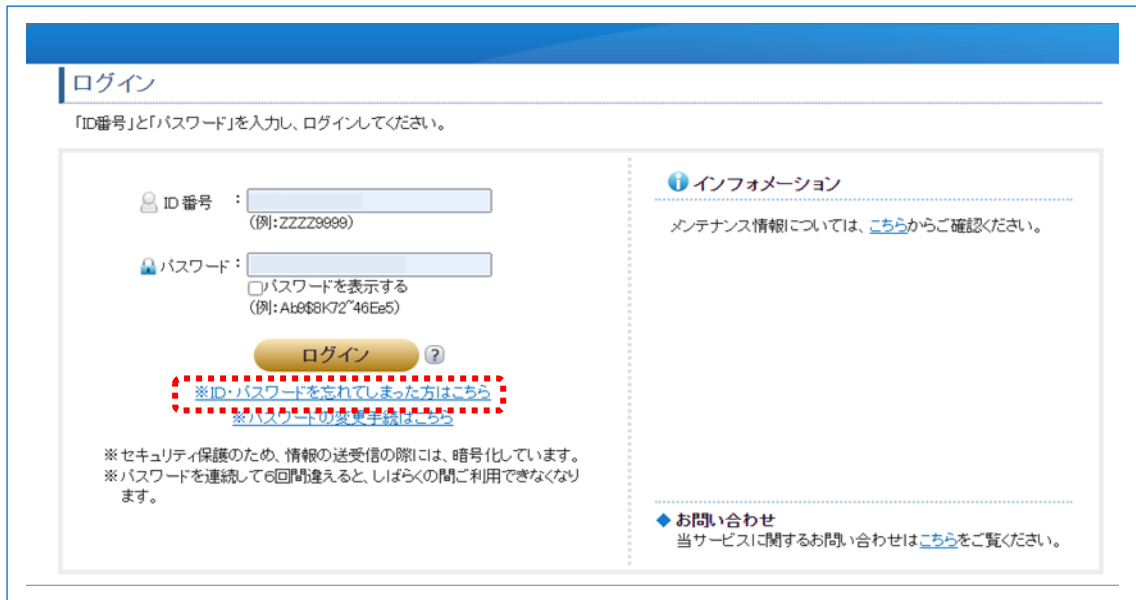 ログイン
「ID番号」と「パスワード」を入力し、ログインしてください。
ID番号 :
(例:ZZZZ9999)
パスワード:
パスワードを表示する
(例:Ab9$8K72~46Ee5)
ログイン ?
※ID・パスワードを忘れてしまった方はこちら
※パスワードの変更手続はこちら
※セキュリティ保護のため、情報の送受信の際には、暗号化しています。
※パスワードを連続して6回間違えると、しばらくの間ご利用できなくなり
ます。
インフォメーション
メンテナンス情報については、こちらからご確認ください。
◆お問い合わせ
当サービスに関するお問い合わせはこちらをご覧ください。